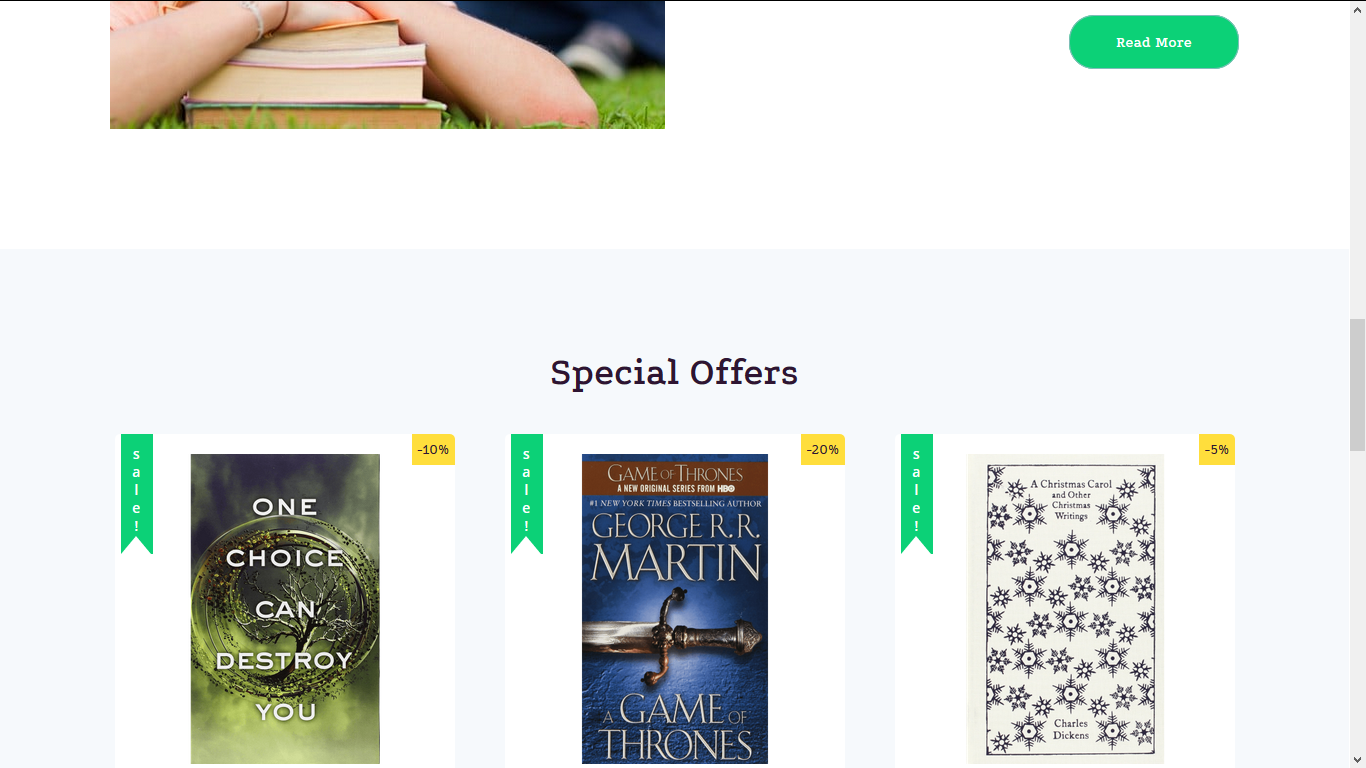 Read More
Special Offers
sale!
-10%
ONE
CHOICE
CAN
DESTROY
YOU
sale!
-20%
GAME OF THRONES
A NEW ORIGINAL SERIES FROM HBO
#1 NEW YORK TIMES BESTSELLING AUTHOR
GEORGE R. R.
MARTIN
A GAME OF
THRONES
sale!
-5%
A Christmas Carol
and Other
Christmas
Writings
Charles
Dickens